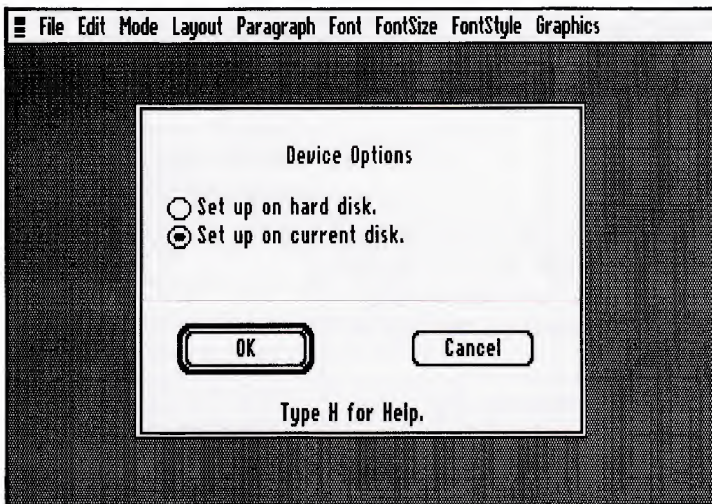 File Edit Mode Layout Paragraph Font FontSize FontStyle Graphics
Device Options
Set up on hard disk.
Set up on current disk.
OK Cancel
Type H for Help.